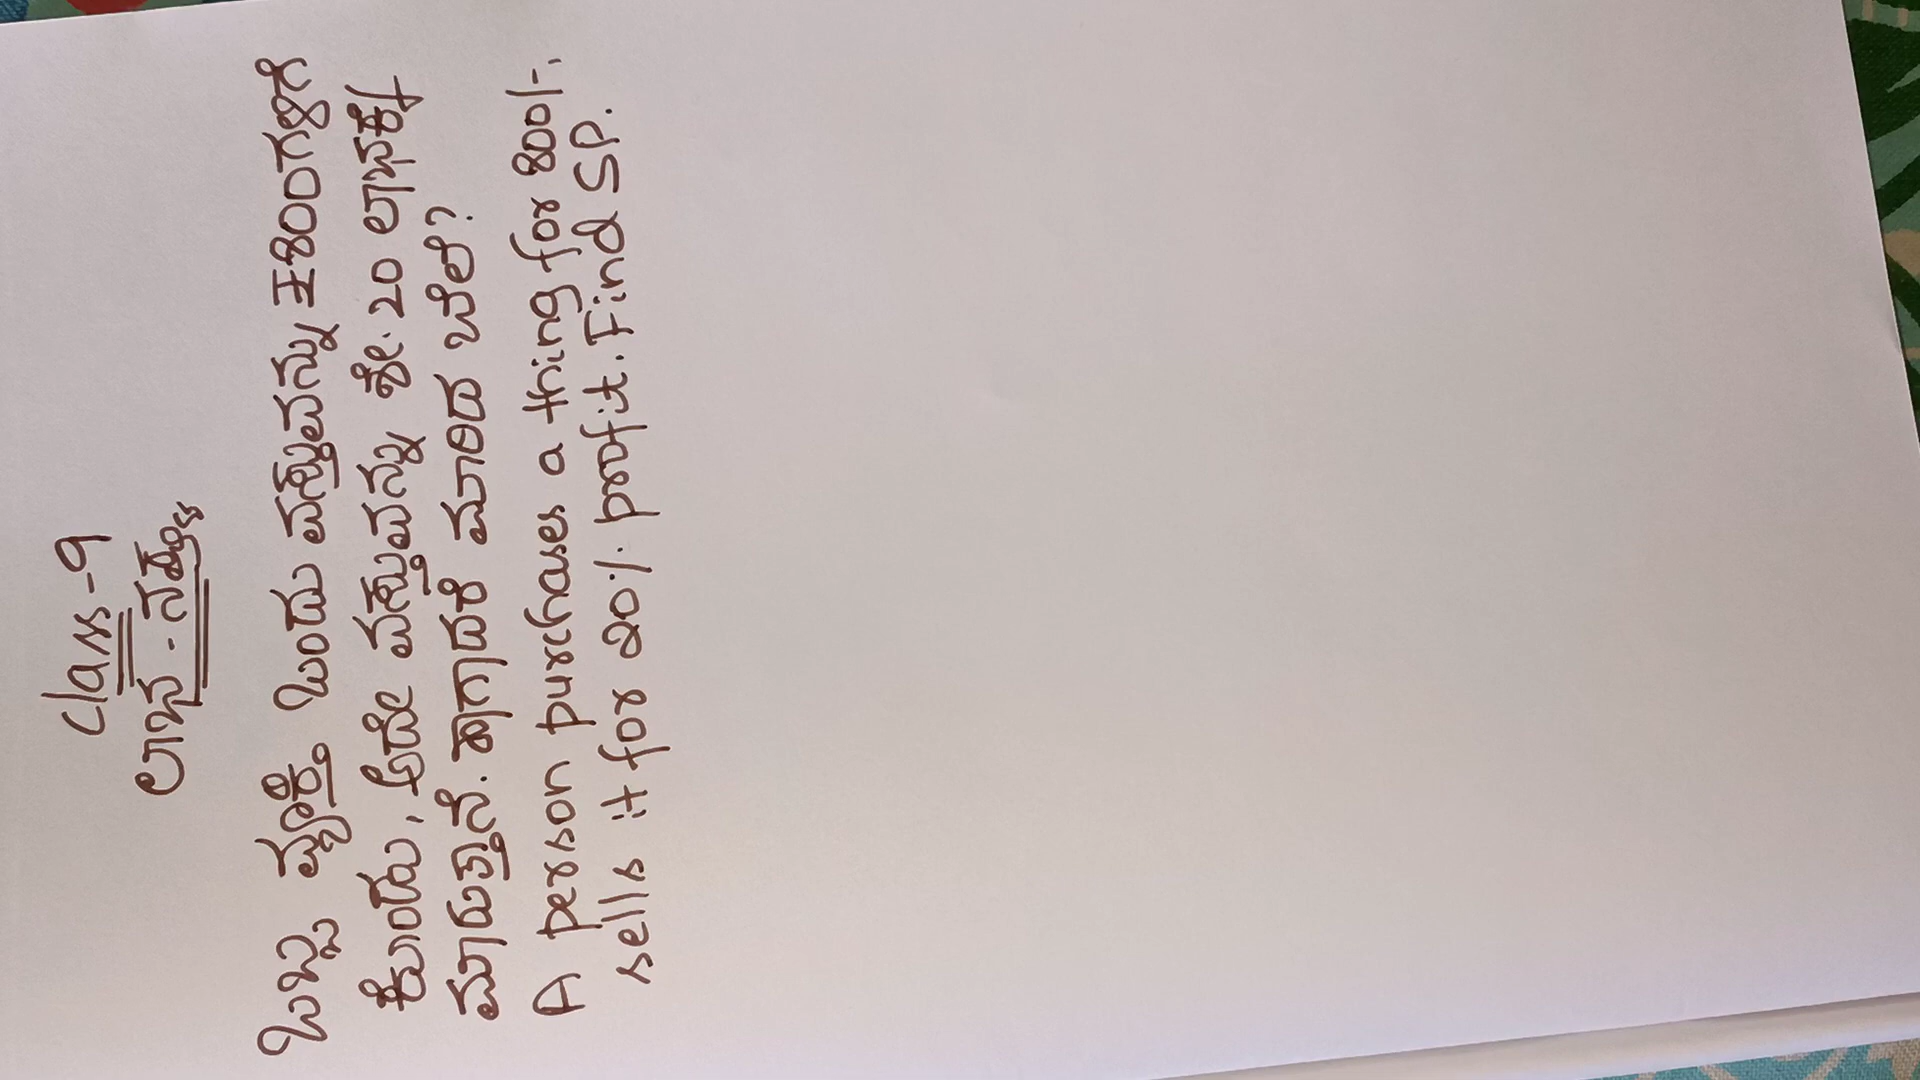 Class-9
ಲಾಭ - ನಷ್ಟ
ಒಬ್ಬ ವ್ಯಕ್ತಿ ಒಂದು ವಸ್ತುವನ್ನು ₹800ಗಳಿಗೆ
ಕೊಂಡು, ಅದೇ ವಸ್ತುವನ್ನು ಶೇ. 20 ಲಾಭಕ್ಕೆ
ಮಾರುತ್ತಾನೆ. ಹಾಗಾದರೆ ಮಾರಿದ ಬೆಲೆ?
A person purchases a thing for 800/-.
sells it for 20% profit. Find SP.